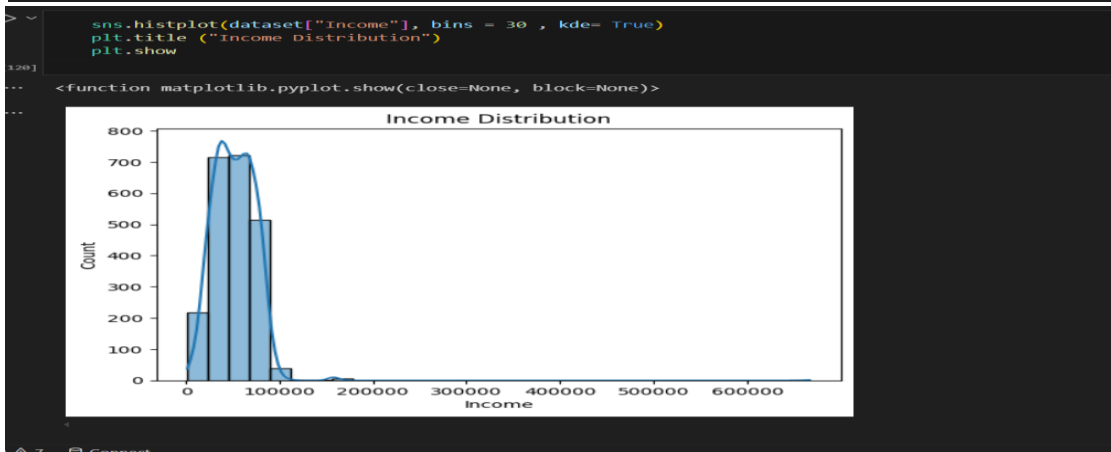 sns.histplot(dataset["Income"], bins = 30 , kde= True)
plt.title ("Income Distribution")
plt.show
120]
...
<function matplotlib.pyplot.show(close=None, block=None)>
...
Income Distribution
800
700
600
500
400
300
200
100
0
Count
0 100000 200000 300000 400000 500000 600000
Income